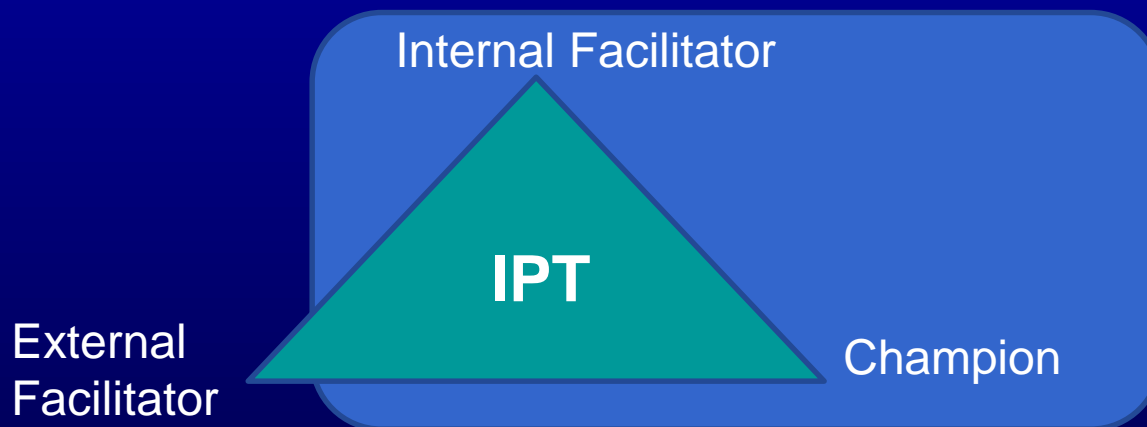 Internal Facilitator
IPT
External
Facilitator
Champion